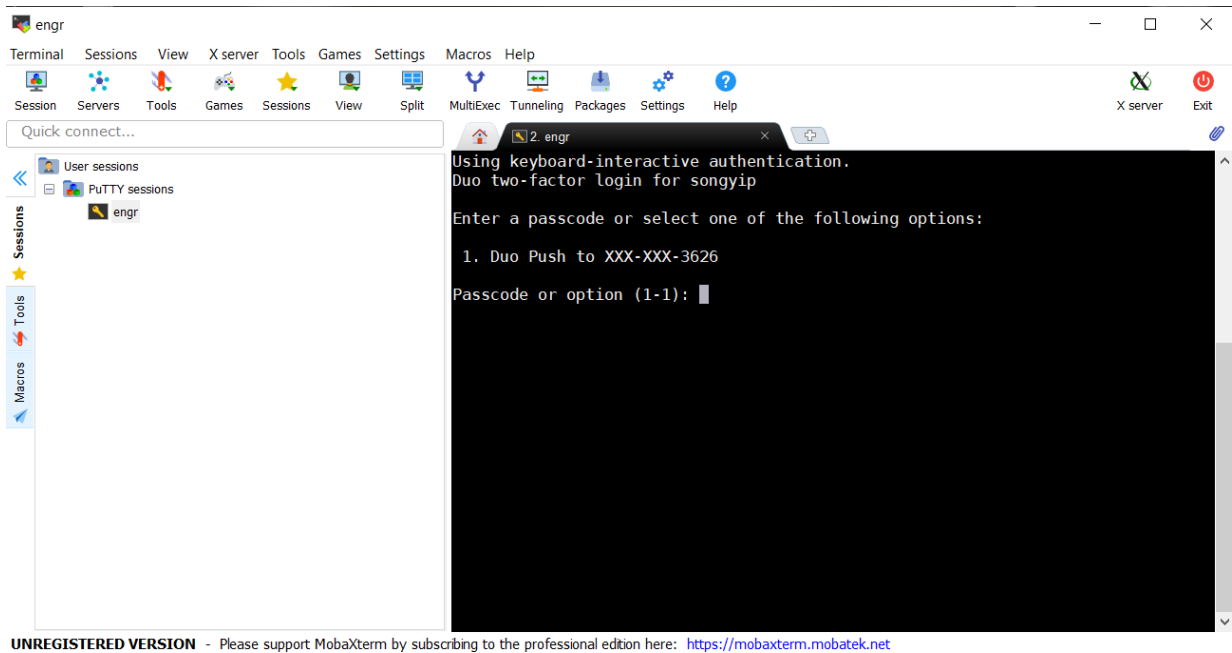 engr
Terminal Sessions View X server Tools Games Settings Macros Help
Session Servers Tools Games Sessions View Split MultiExec Tunneling Packages Settings Help X server Exit
Quick connect...
2. engr
User sessions
PuTTY sessions
engr
Sessions
Tools
Macros
Using keyboard-interactive authentication.
Duo two-factor login for songyip
Enter a passcode or select one of the following options:
1. Duo Push to XXX-XXX-3626
Passcode or option (1-1):
UNREGISTERED VERSION - Please support MobaXterm by subscribing to the professional edition here: https://mobaxterm.mobatek.net